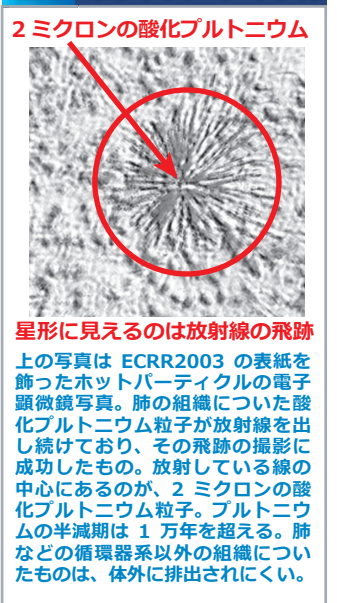 2ミクロンの酸化プルトニウム
星形に見えるのは放射線の飛跡
上の写真は ECRR2003 の表紙を
飾ったホットパーティクルの電子
顕微鏡写真。肺の組織についた酸
化プルトニウム粒子が放射線を出
し続けており、その飛跡の撮影に
成功したもの。放射している線の
中心にあるのが、2 ミクロンの酸
化プルトニウム粒子。プルトニウ
ムの半減期は 1 万年を超える。肺
などの循環器系以外の組織につい
たものは、体外に排出されにくい。